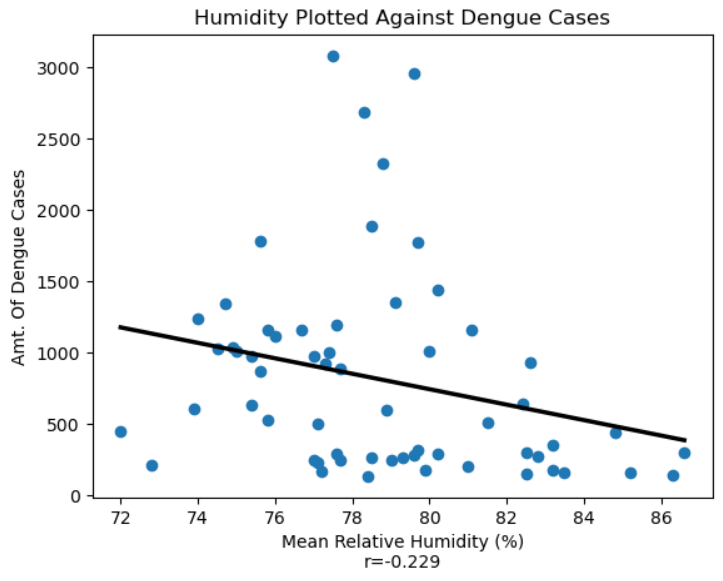 Humidity Plotted Against Dengue Cases
3000
2500
2000
1500
1000
500
0
Amt. Of Dengue Cases
72 74 76 78 80 82 84 86
Mean Relative Humidity (%)
r=-0.229